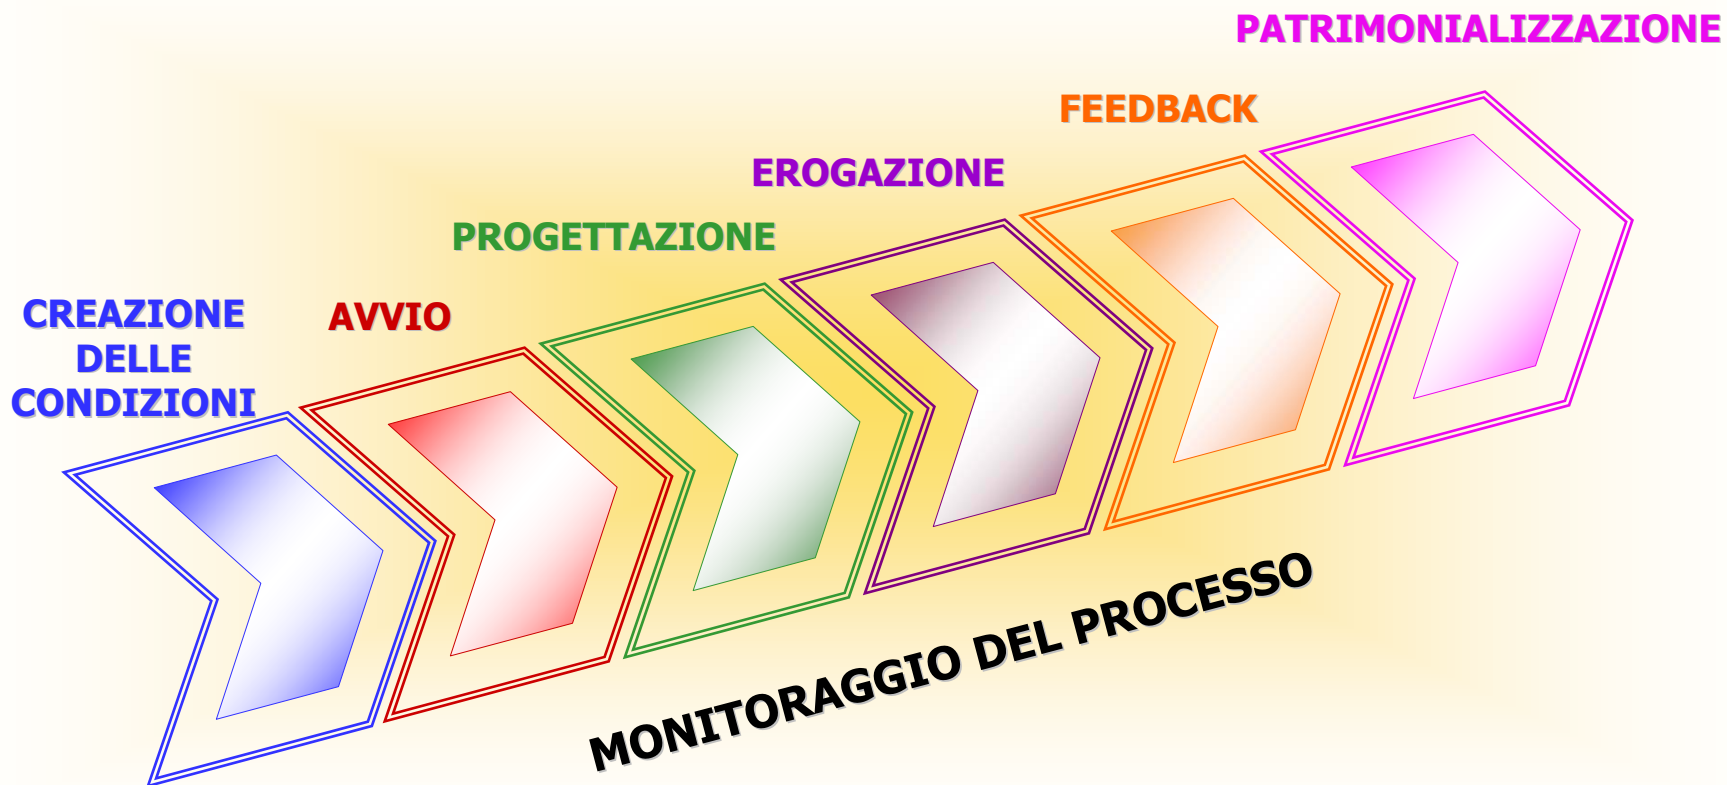 CREAZIONE
DELLE
CONDIZIONI
AVVIO
PROGETTAZIONE
EROGAZIONE
FEEDBACK
PATRIMONIALIZZAZIONE
MONITORAGGIO DEL PROCESSO